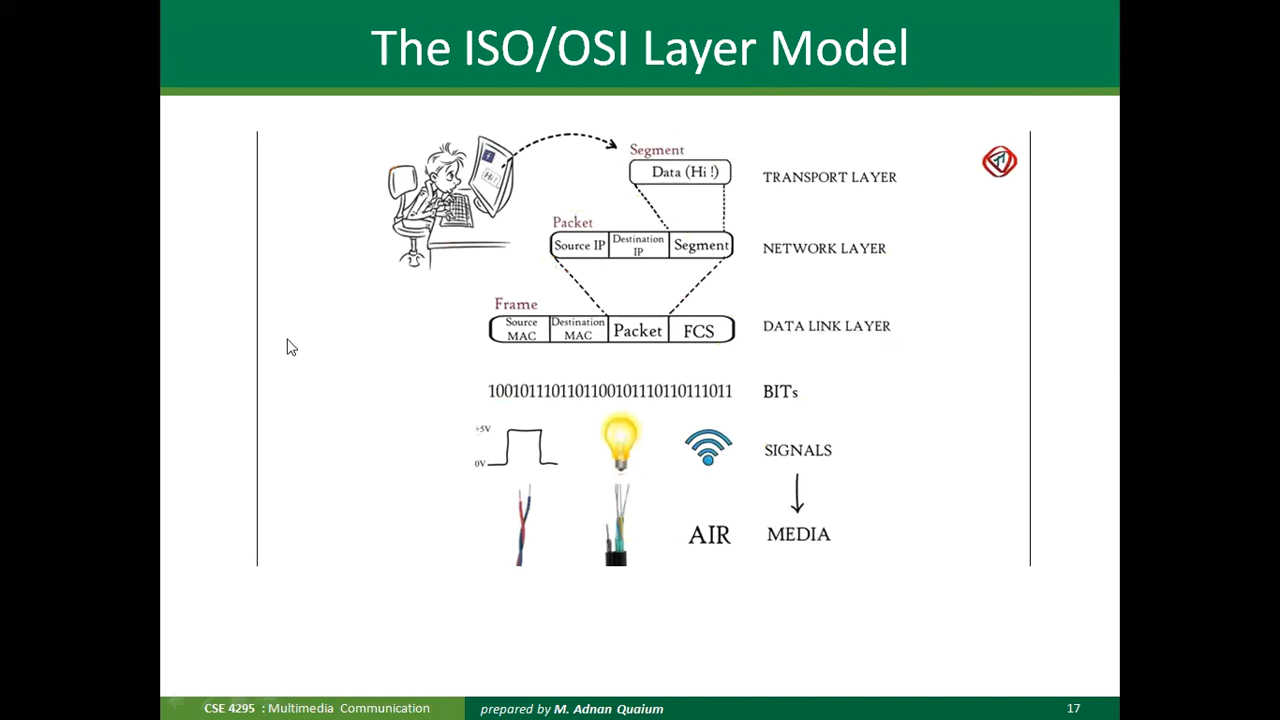 The ISO/OSI Layer Model
Segment
Data (Hi !)
TRANSPORT LAYER
Hi !
Packet
Source IP
Destination
IP
Segment
NETWORK LAYER
Frame
Source
MAC
Destination
MAC
Packet
FCS
DATA LINK LAYER
1001011101101100101110110111011
BITs
+5V
0V
SIGNALS
AIR
MEDIA
CSE 4295 : Multimedia Communication
prepared by M. Adnan Quaium
17